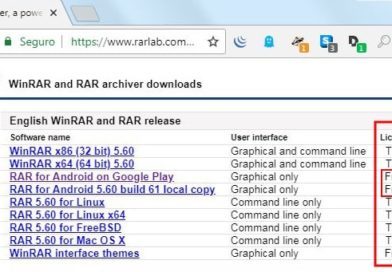 er, a powe
Seguro | https://www.rarlab.com...
1 3 1
WinRAR and RAR archiver downloads
English WinRAR and RAR release
Software name User interface Lic
WinRAR x86 (32 bit) 5.60 Graphical and command line T
WinRAR x64 (64 bit) 5.60 Graphical and command line T
RAR for Android on Google Play Graphical only F
RAR for Android 5.60 build 61 local copy Graphical only F
RAR 5.60 for Linux Command line only T
RAR 5.60 for Linux x64 Command line only T
RAR 5.60 for FreeBSD Command line only T
RAR 5.60 for Mac OS X Command line only T
WinRAR interface themes Graphical only F